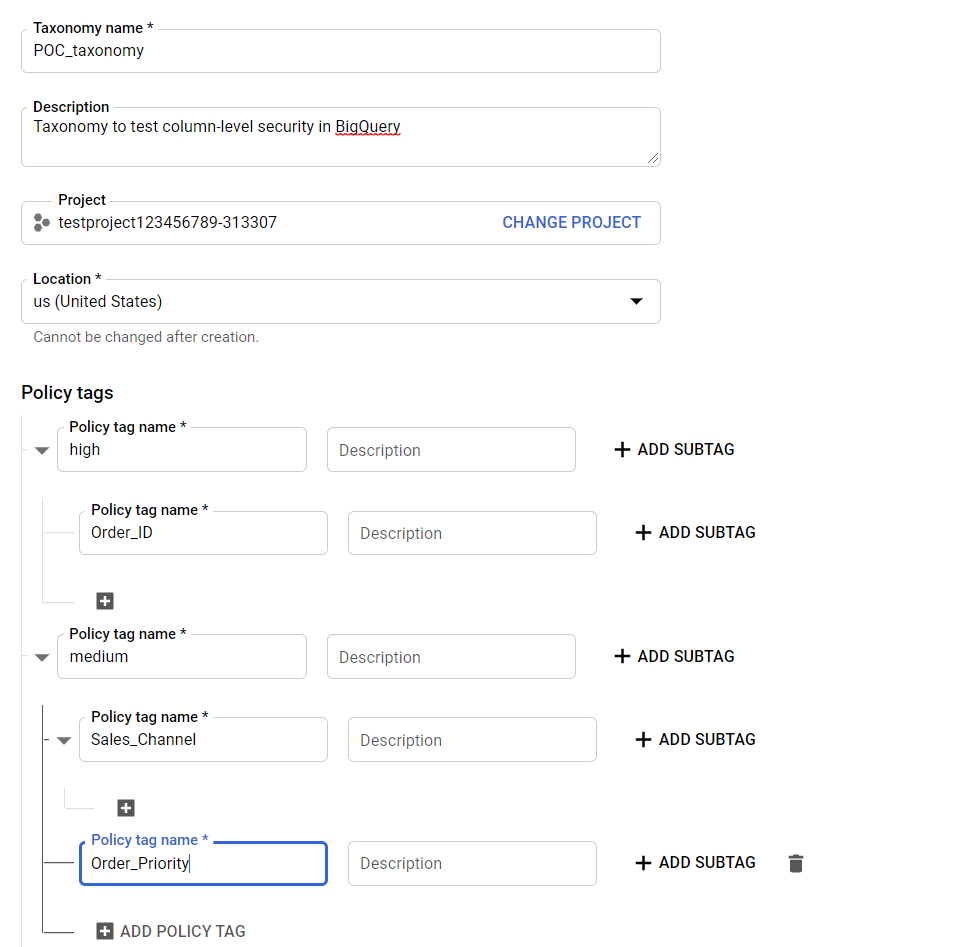 Taxonomy name *
POC_taxonomy
Description
Taxonomy to test column-level security in BigQuery
Project
testproject123456789-313307 CHANGE PROJECT
Location *
us (United States)
Cannot be changed after creation.
Policy tags
Policy tag name *
high Description ADD SUBTAG
Policy tag name *
Order_ID Description ADD SUBTAG
Policy tag name *
medium Description ADD SUBTAG
Policy tag name *
Sales_Channel Description ADD SUBTAG
Policy tag name *
Order_Priority Description ADD SUBTAG
ADD POLICY TAG